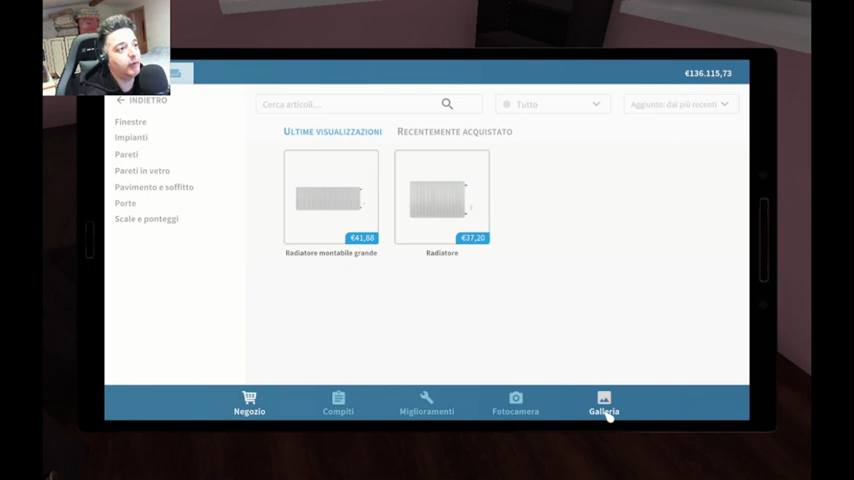 €136.115,73
INDIETRO
Cerca articoli...
Tutto
Aggiunto: dai più recenti
Finestre
Impianti
Pareti
Pareti in vetro
Pavimento e soffitto
Porte
Scale e ponteggi
ULTIME VISUALIZZAZIONI
RECENTEMENTE ACQUISTATO
€41,88
€37,20
Radiatore montabile grande
Radiatore
Negozio
Compiti
Miglioramenti
Fotocamera
Galleria